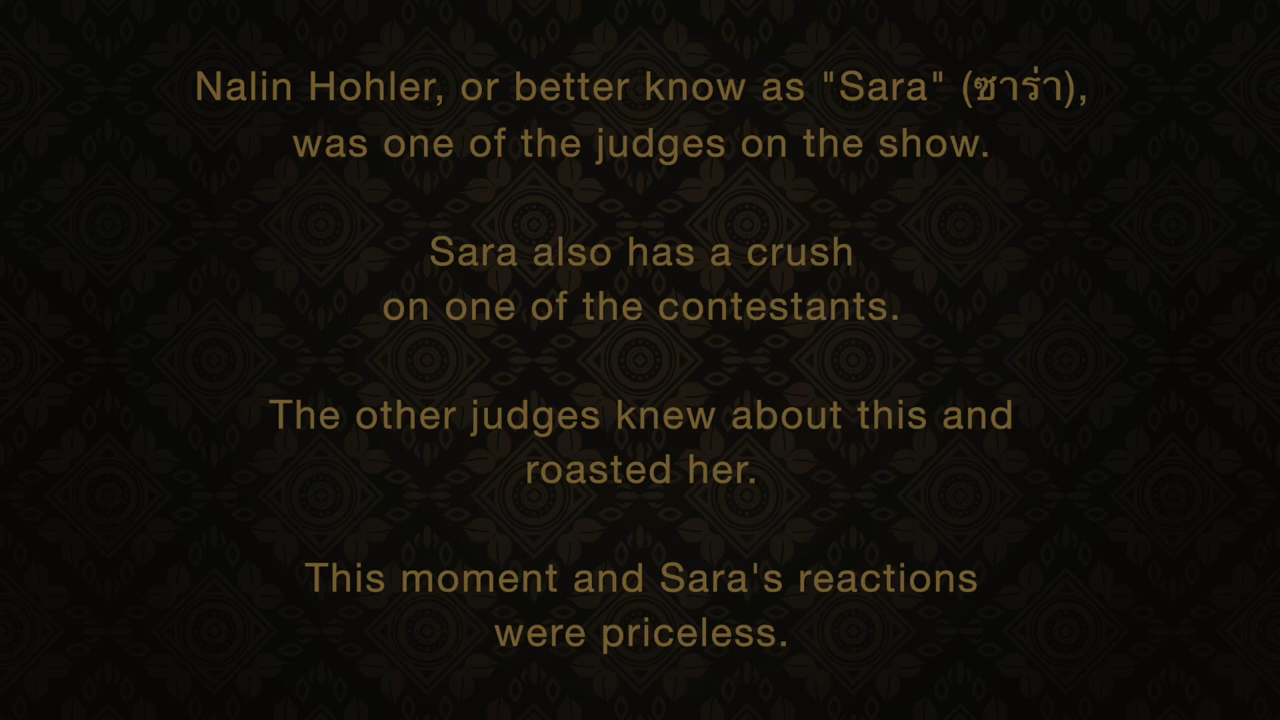 Nalin Hohler, or better know as "Sara" (ซาร่า),
was one of the judges on the show.
Sara also has a crush
on one of the contestants.
The other judges knew about this and
roasted her.
This moment and Sara's reactions
were priceless.